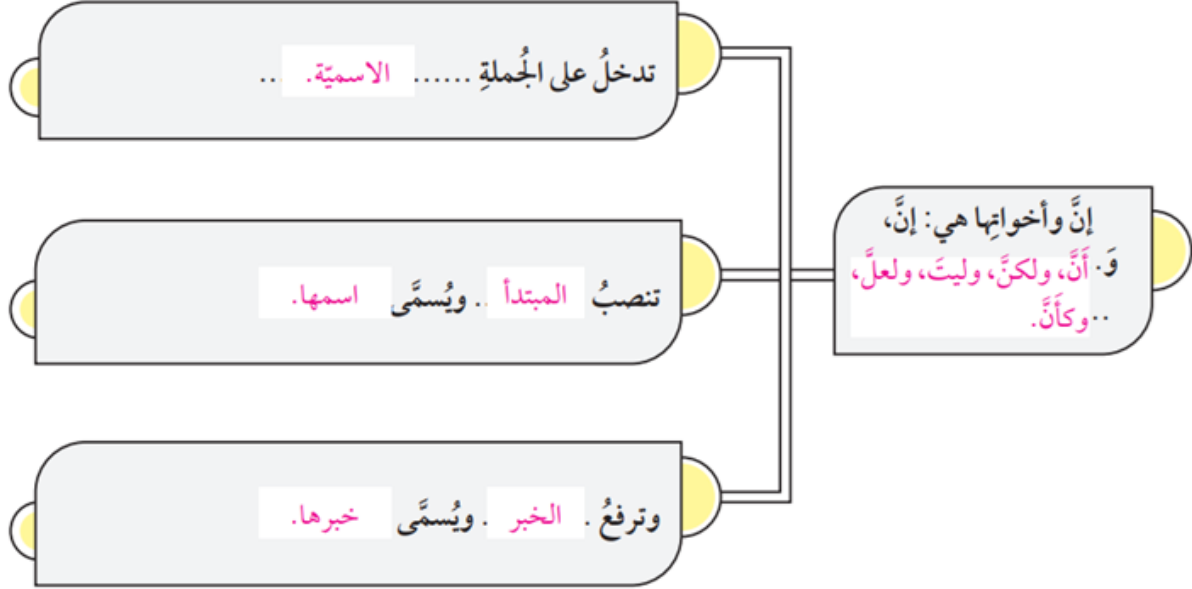 إنَّ وأخواتِها هي: إنَّ،
وَ. أَنَّ، ولكنَّ، وليتَ، ولعلَّ،
.. وكأَنَّ.
تدخلُ على الجُملةِ ...... الاسميّة. ...
تنصبُ المبتدأ .. ويُسمَّى اسمها.
وترفعُ . الخبر . ويُسمَّى خبرها.